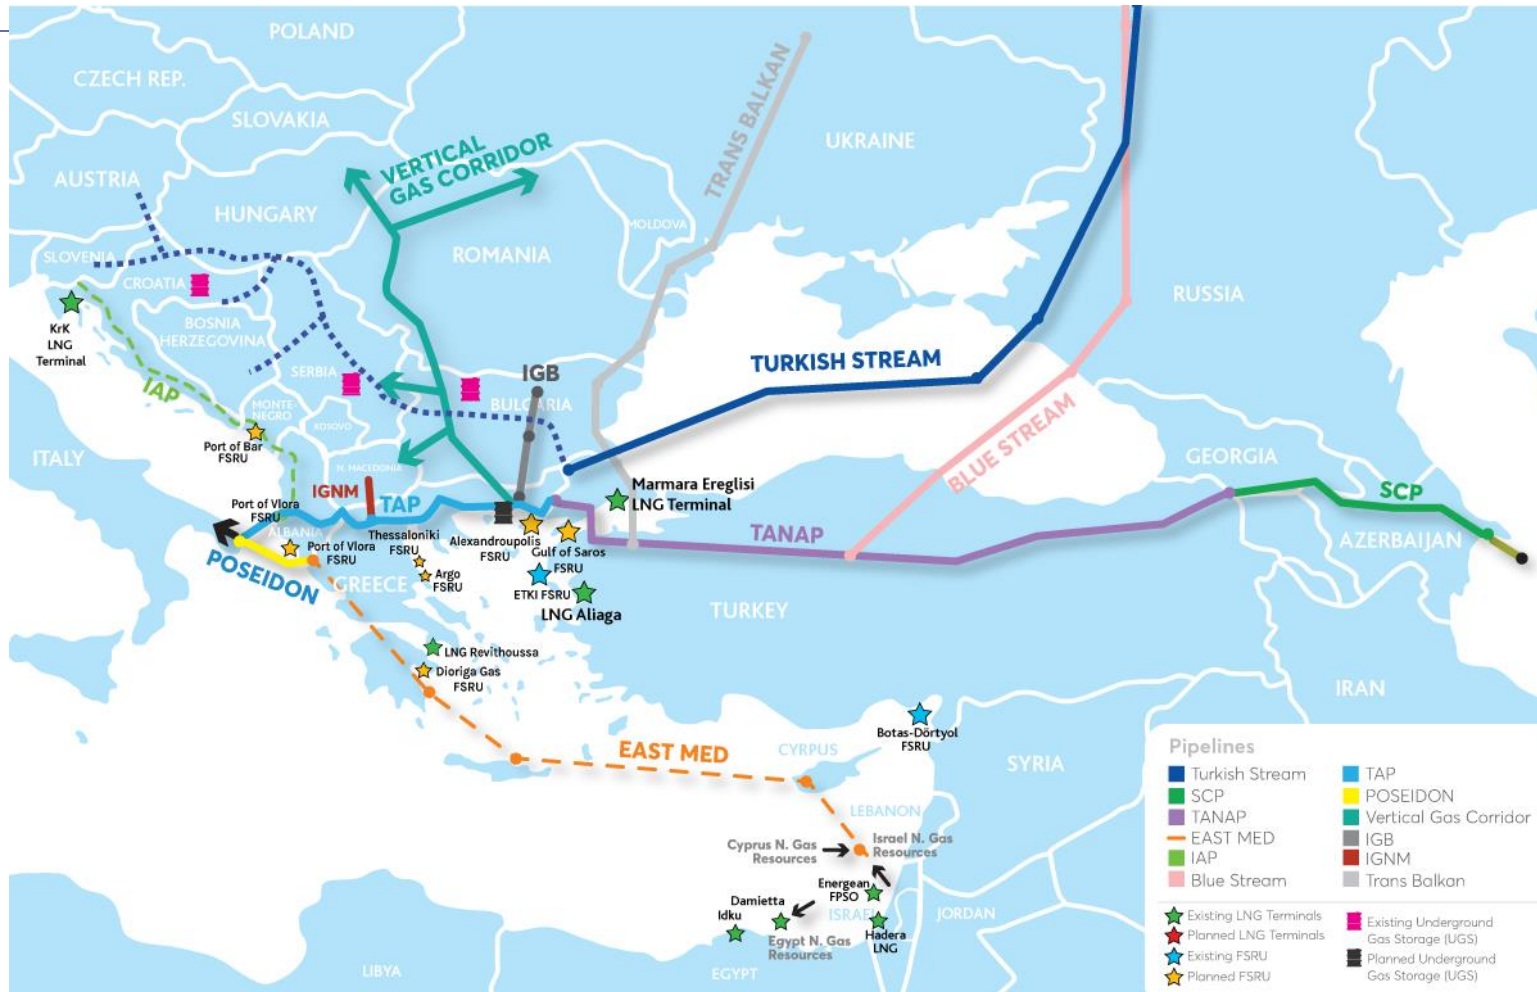 POLAND
CZECH REP.
SLOVAKIA
UKRAINE
AUSTRIA
HUNGARY
VERTICAL
GAS CORRIDOR
TRANS BALKAN
MOLDOVA
ROMANIA
SLOVENIA
CROATIA
RUSSIA
KrK
LNG
Terminal
BOSNIA
HERZEGOVINA
SERBIA
IAP
IGB
BULGARIA
TURKISH STREAM
BLUE STREAM
MONTE-
NEGRO
KOSOVO
Port of Bar
FSRU
ITALY
N. MACEDONIA
IGNM
TAP
GEORGIA
SCP
AZERBAIJAN
Marmara Ereglisi
LNG Terminal
TANAP
Port of Vlora
FSRU
ALBANIA
Port of Vlora
FSRU
Thessaloniki
FSRU
Alexandroupolis
FSRU
Gulf of Saros
FSRU
Argo
FSRU
ETKI FSRU
LNG Aliaga
POSEIDON
GREECE
TURKEY
LNG Revithoussa
Dioriga Gas
FSRU
IRAN
Botas-Dörtyol
FSRU
EAST MED
CYRPUS
SYRIA
LEBANON
Cyprus N. Gas
Resources
Israel N. Gas
Resources
Energean
FPSO
Damietta
Idku
ISRAEL
JORDAN
Hadera
LNG
Egypt N. Gas
Resources
LIBYA
EGYPT
Pipelines
Turkish Stream
SCP
TANAP
EAST MED
IAP
Blue Stream
TAP
POSEIDON
Vertical Gas Corridor
IGB
IGNM
Trans Balkan
Existing LNG Terminals
Planned LNG Terminals
Existing FSRU
Planned FSRU
Existing Underground
Gas Storage (UGS)
Planned Underground
Gas Storage (UGS)